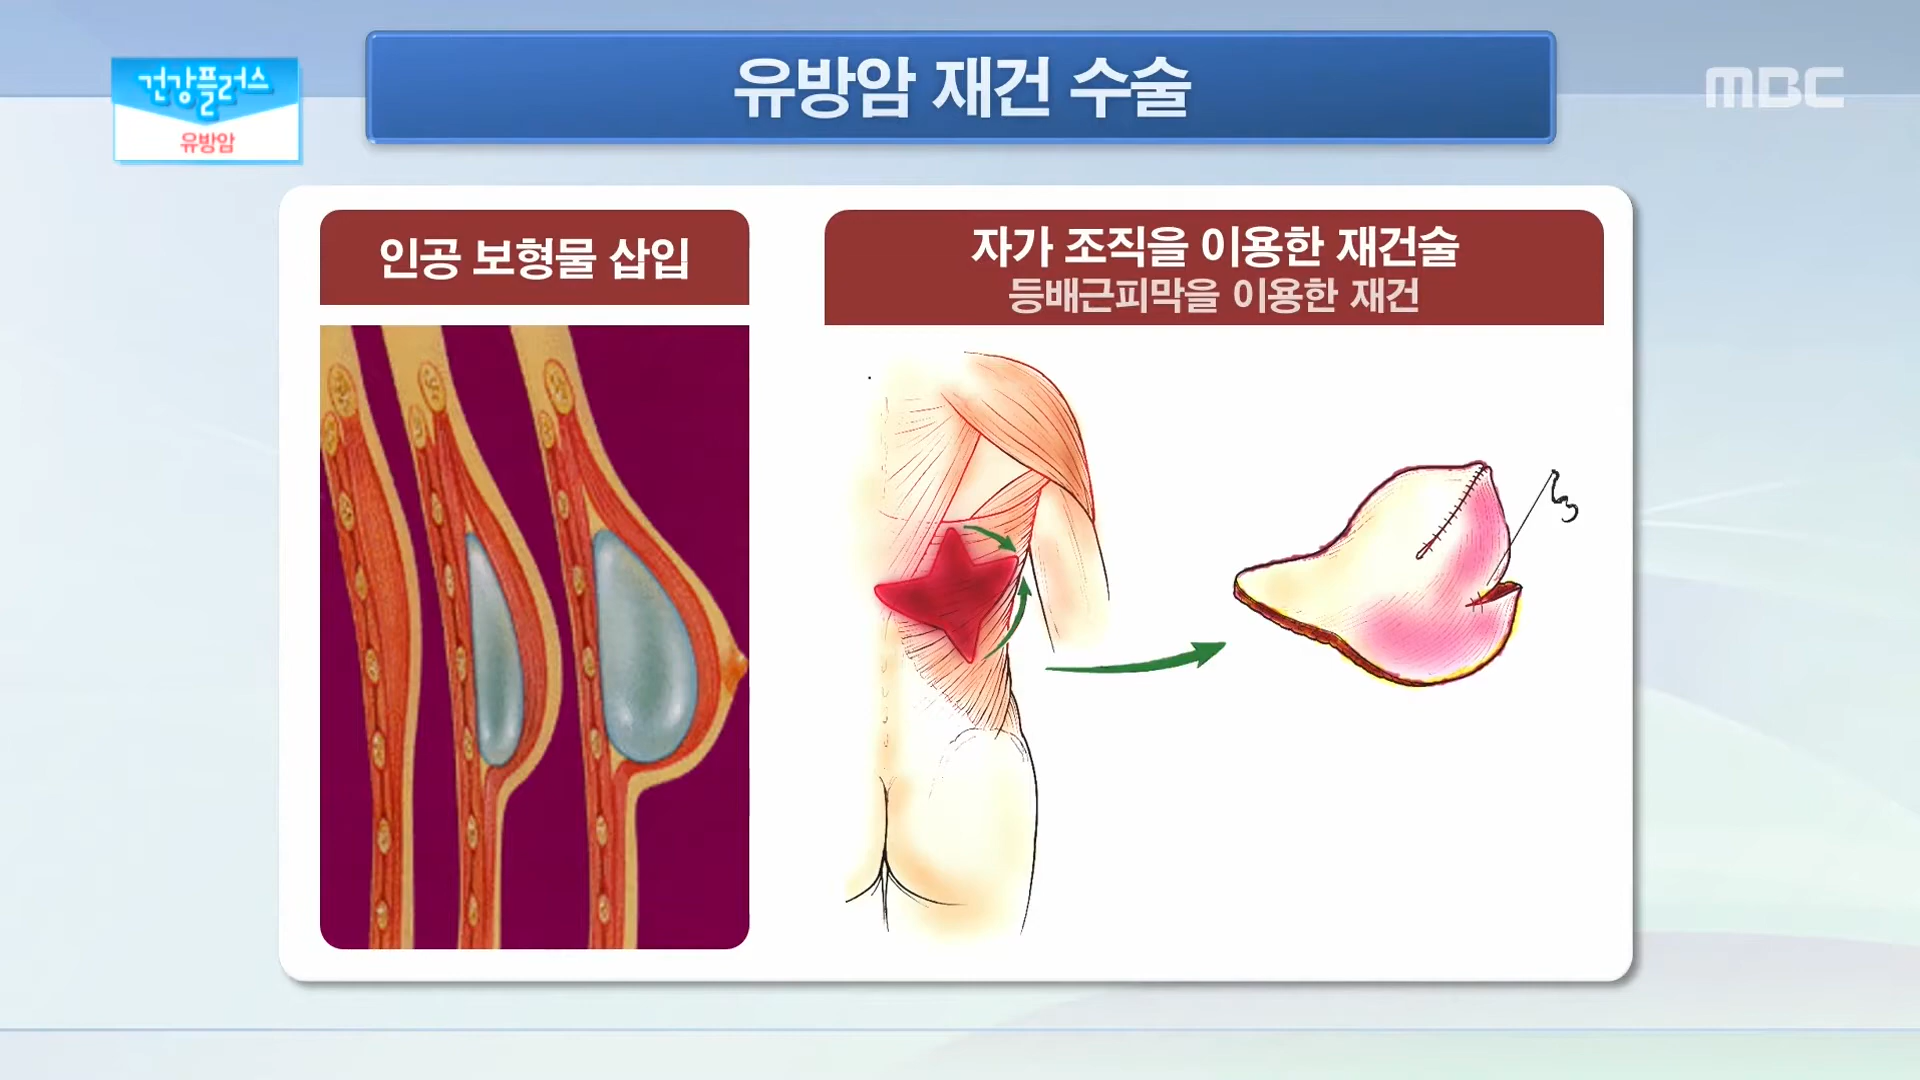 건강플러스
유방암
유방암 재건 수술
MBC
인공 보형물 삽입
자가 조직을 이용한 재건술
등배근피막을 이용한 재건